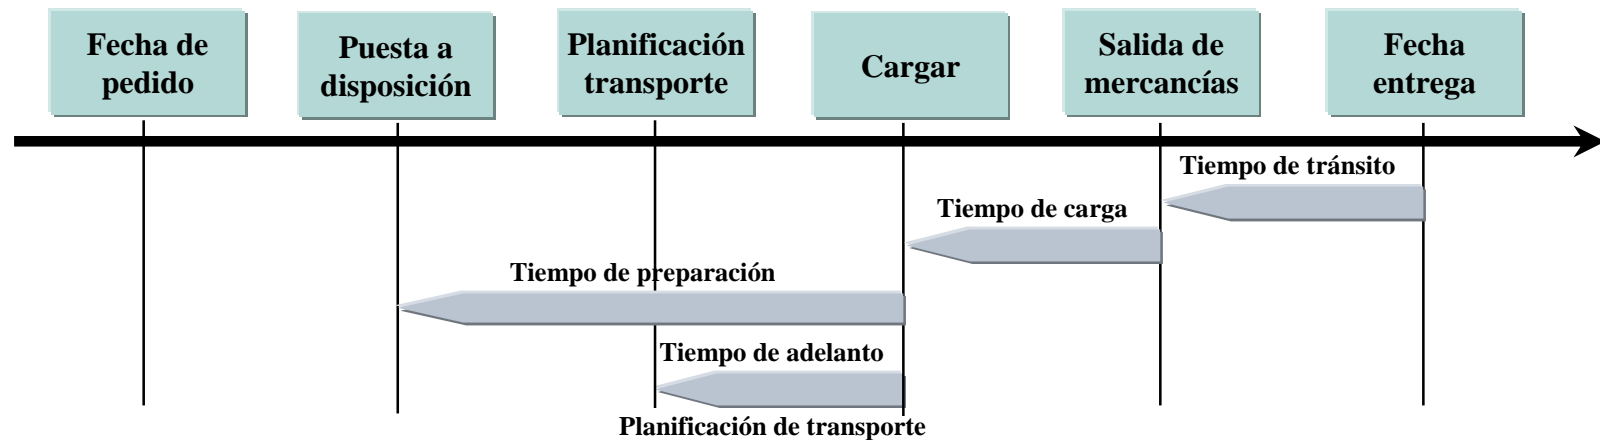 Fecha de
pedido
Puesta a
disposición
Planificación
transporte
Cargar
Salida de
mercancías
Fecha
entrega
Tiempo de tránsito
Tiempo de carga
Tiempo de preparación
Tiempo de adelanto
Planificación de transporte